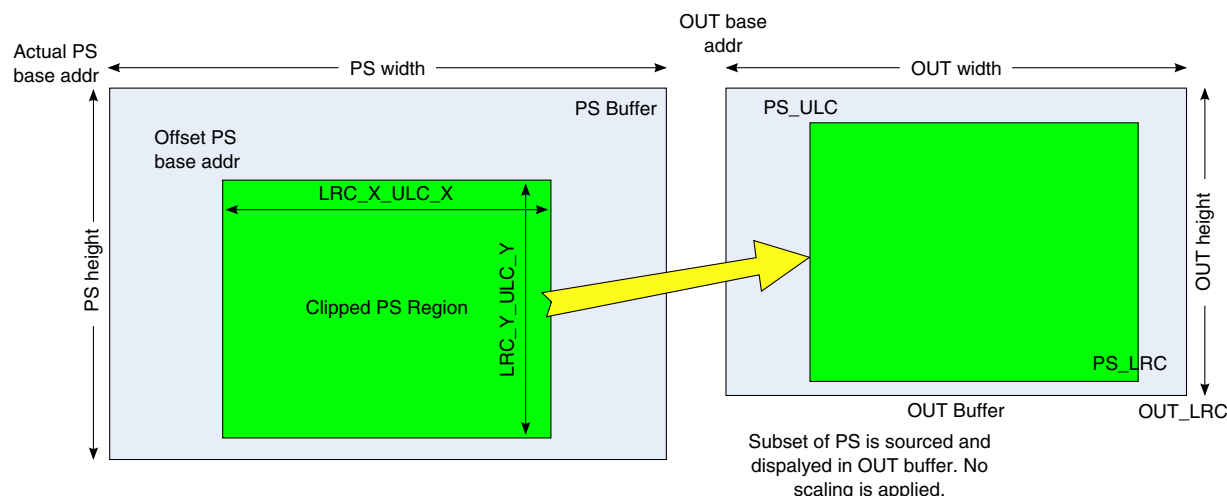 Actual PS
base addr
PS width
PS height
PS Buffer
Offset PS
base addr
LRC_X_ULC_X
LRC_Y_ULC_Y
Clipped PS Region
OUT base
addr
OUT width
OUT height
PS_ULC
PS_LRC
OUT Buffer
OUT_LRC
Subset of PS is sourced and
dispalyed in OUT buffer. No
scaling is applied.